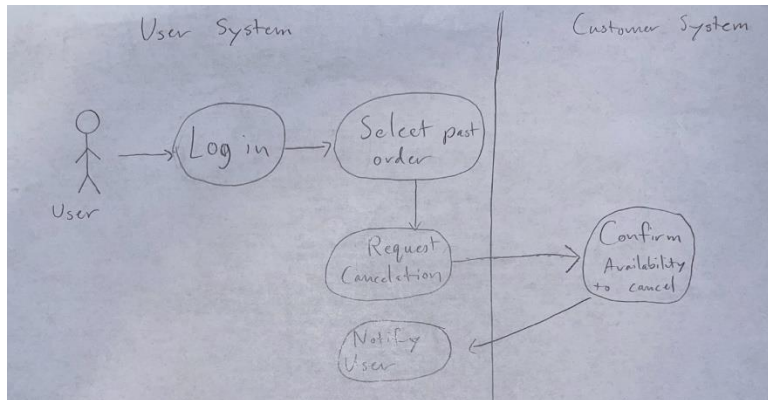 User System
Customer System
User
Log in
Select past
order
Request
Cancelation
Confirm
Availability
to cancel
Notify
User